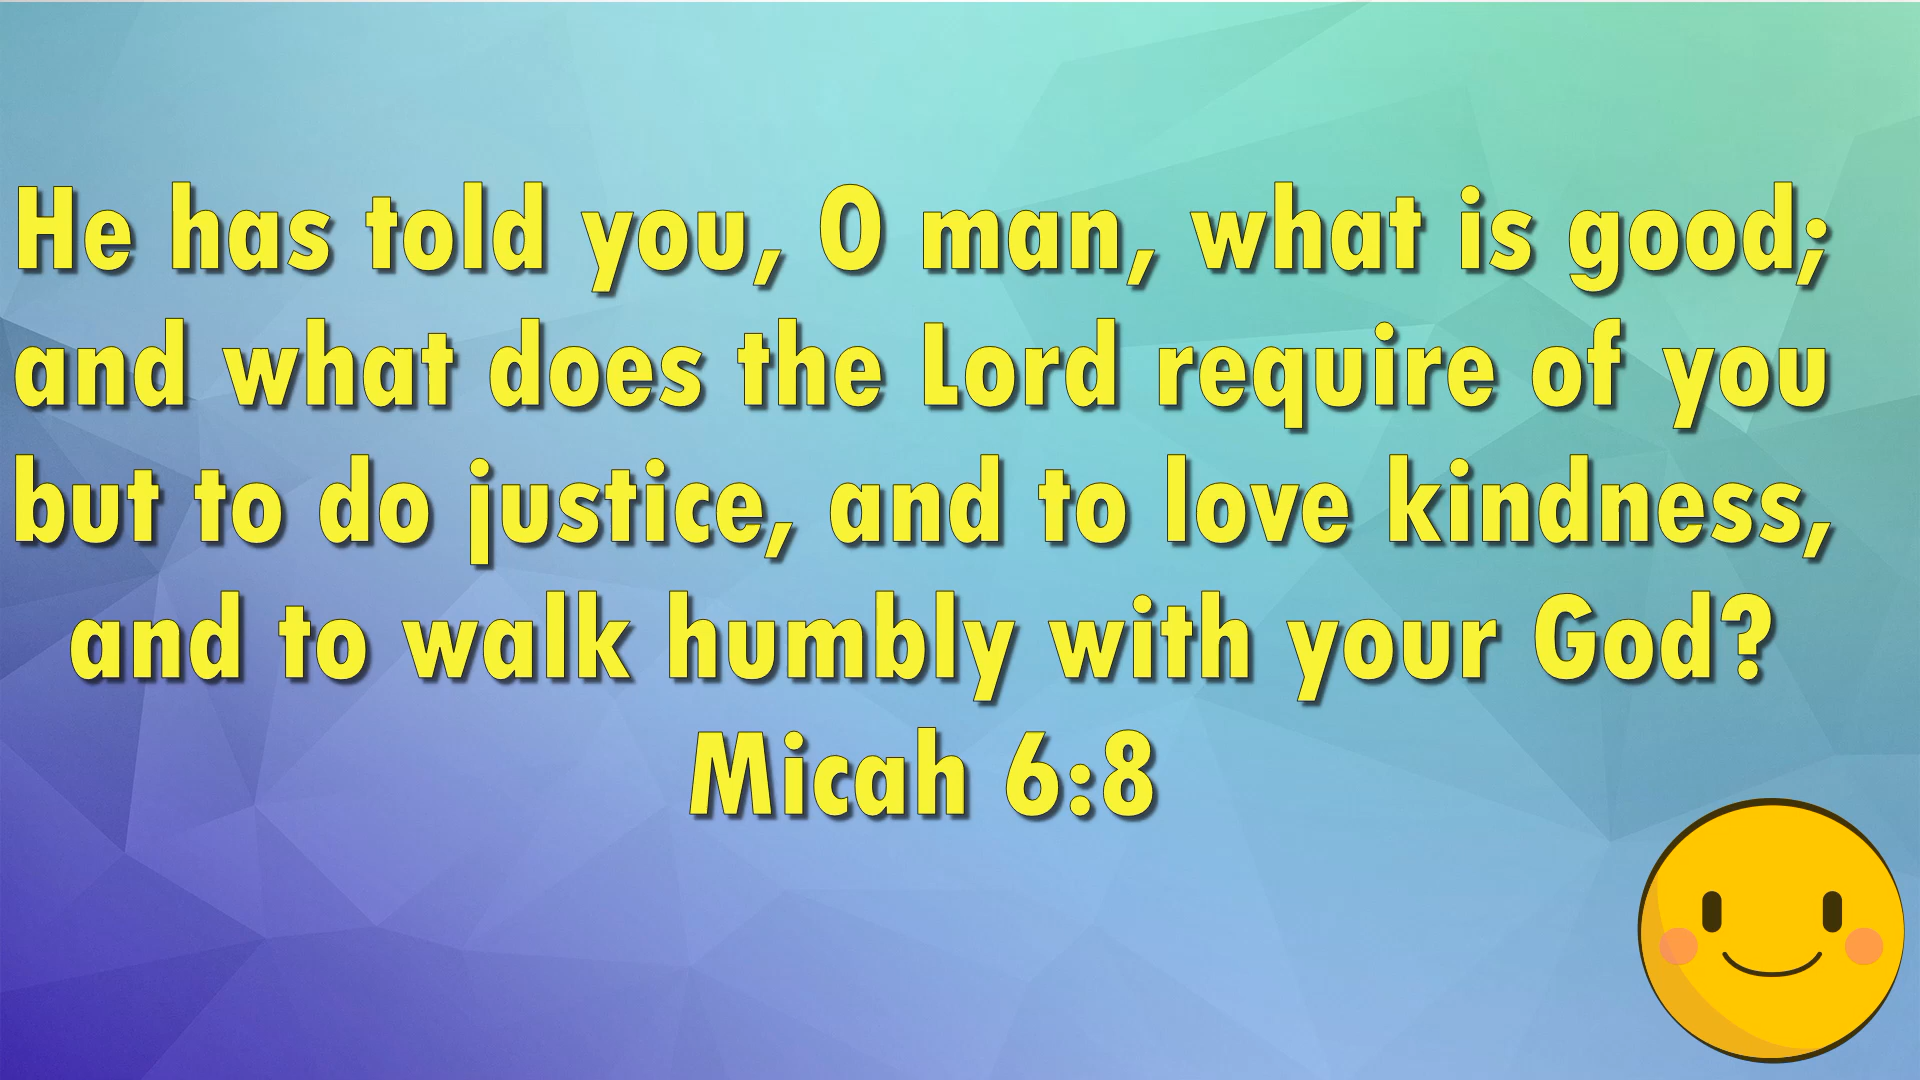 He has told you, O man, what is good;
and what does the Lord require of you
but to do justice, and to love kindness,
and to walk humbly with your God?
Micah 6:8